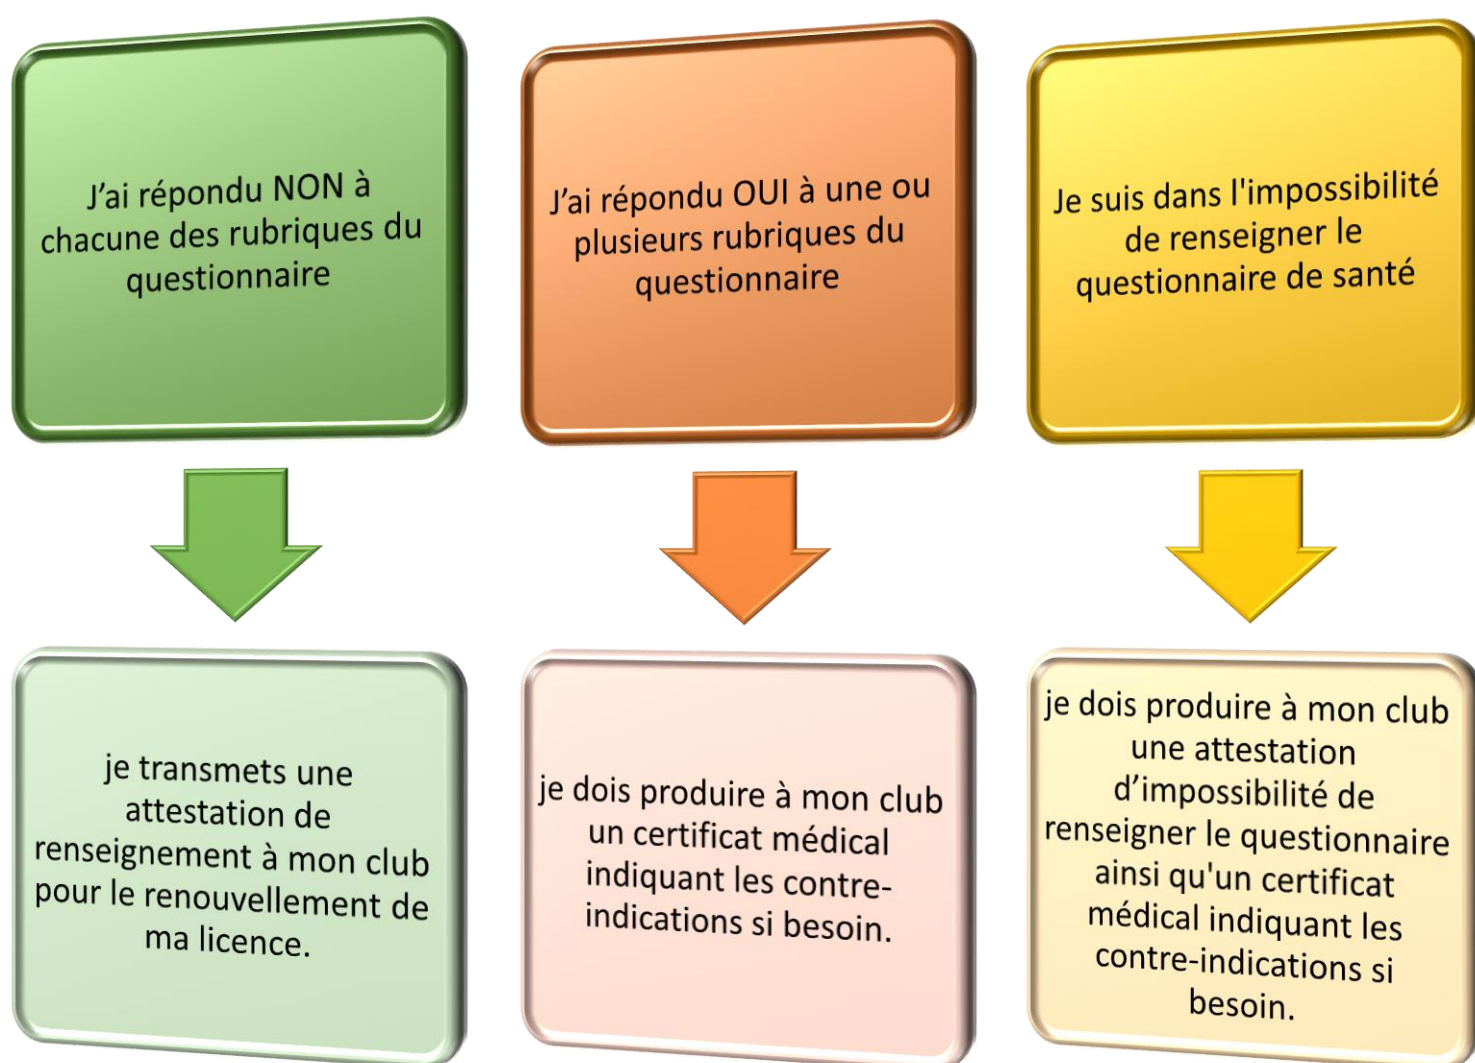 J’ai répondu NON à
chacune des rubriques du
questionnaire
J’ai répondu OUI à une ou
plusieurs rubriques du
questionnaire
Je suis dans l'impossibilité
de renseigner le
questionnaire de santé
je transmets une
attestation de
renseignement à mon club
pour le renouvellement de
ma licence.
je dois produire à mon club
un certificat médical
indiquant les contre-
indications si besoin.
je dois produire à mon club
une attestation
d’impossibilité de
renseigner le questionnaire
ainsi qu'un certificat
médical indiquant les
contre-indications si
besoin.